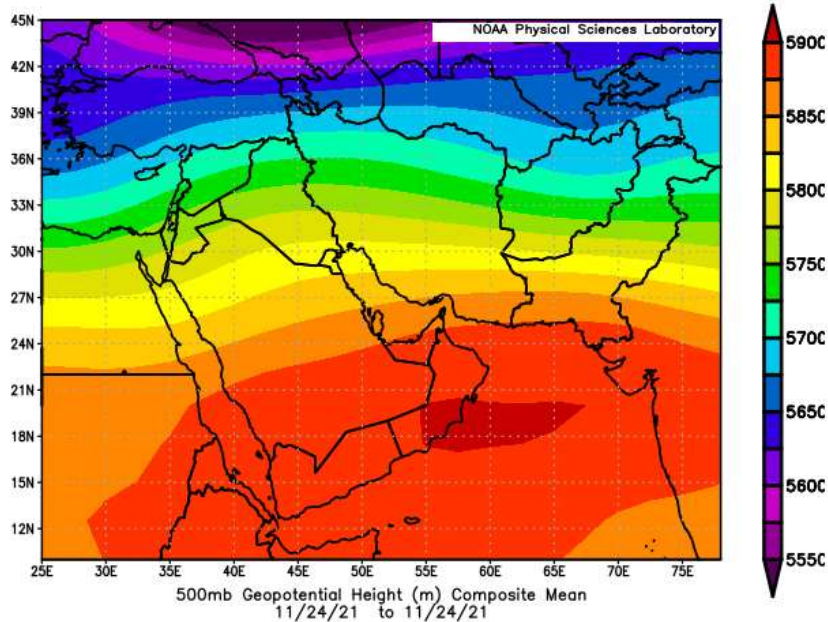 NOAA Physical Sciences Laboratory
45N
42N
39N
36N
33N
30N
27N
24N
21N
18N
15N
12N
25E 30E 35E 40E 45E 50E 55E 60E 65E 70E 75E
5900
5850
5800
5750
5700
5650
5600
5550
500mb Geopotential Height (m) Composite Mean
11/24/21 to 11/24/21